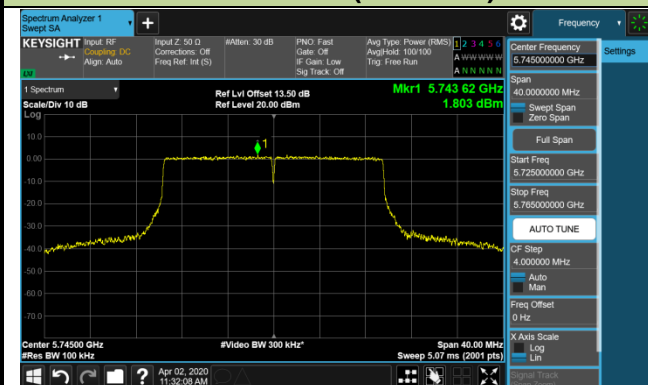 Spectrum Analyzer 1
Swept SA
+
Frequency
KEYSIGHT
Input: RF
Coupling: DC
Align: Auto
Input Z: 50 Ω
Corrections: Off
Freq Ref: Int (S)
#Atten: 30 dB
PNO: Fast
Gate: Off
IF Gain: Low
Sig Track: Off
Avg Type: Power (RMS)
Avg|Hold: 100/100
Trig: Free Run
1 2 3 4 5 6
A W W W W W
A N N N N N
LXI
1 Spectrum
Scale/Div 10 dB
Log
Ref Lvl Offset 13.50 dB
Ref Level 20.00 dBm
Mkr1 5.743 62 GHz
1.803 dBm
1
10.0
0.00
-10.0
-20.0
-30.0
-40.0
-50.0
-60.0
-70.0
Center 5.74500 GHz
#Res BW 100 kHz
#Video BW 300 kHz*
Span 40.00 MHz
Sweep 5.07 ms (2001 pts)
?
Apr 02, 2020
11:32:08 AM
Center Frequency
5.745000000 GHz
Settings
Span
40.0000000 MHz
Swept Span
Zero Span
Full Span
Start Freq
5.725000000 GHz
Stop Freq
5.765000000 GHz
AUTO TUNE
CF Step
4.000000 MHz
Auto
Man
Freq Offset
0 Hz
X Axis Scale
Log
Lin
Signal Track